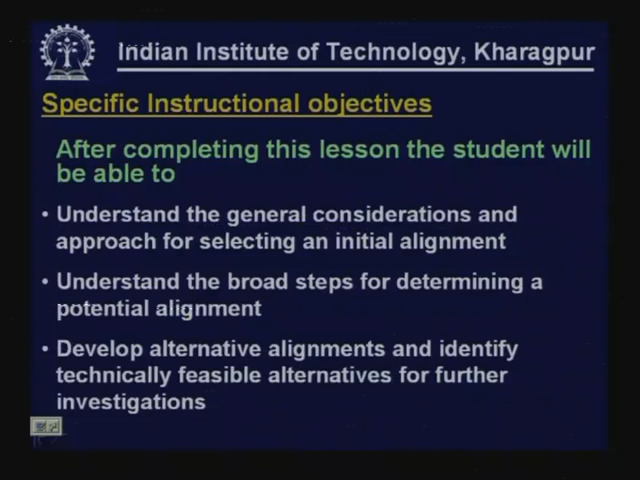 Indian Institute of Technology, Kharagpur
Specific Instructional objectives
After completing this lesson the student will
be able to
• Understand the general considerations and
approach for selecting an initial alignment
• Understand the broad steps for determining a
potential alignment
• Develop alternative alignments and identify
technically feasible alternatives for further
investigations